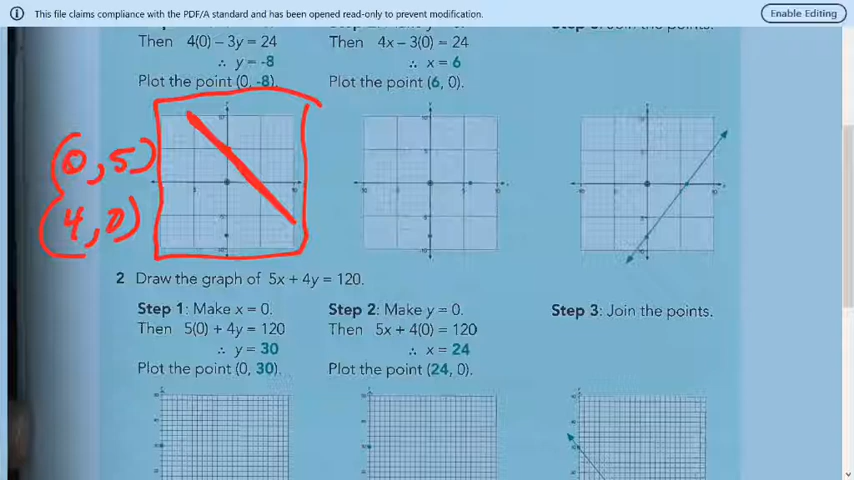 This file claims compliance with the PDF/A standard and has been opened read-only to prevent modification.
Enable Editing
Then 4(0) – 3y = 24
∴ y = -8
Plot the point (0, -8).
Then 4x – 3(0) = 24
∴ x = 6
Plot the point (6, 0).
(0, 5)
(4, 0)
2 Draw the graph of 5x + 4y = 120.
Step 1: Make x = 0.
Then 5(0) + 4y = 120
∴ y = 30
Plot the point (0, 30).
Step 2: Make y = 0.
Then 5x + 4(0) = 120
∴ x = 24
Plot the point (24, 0).
Step 3: Join the points.